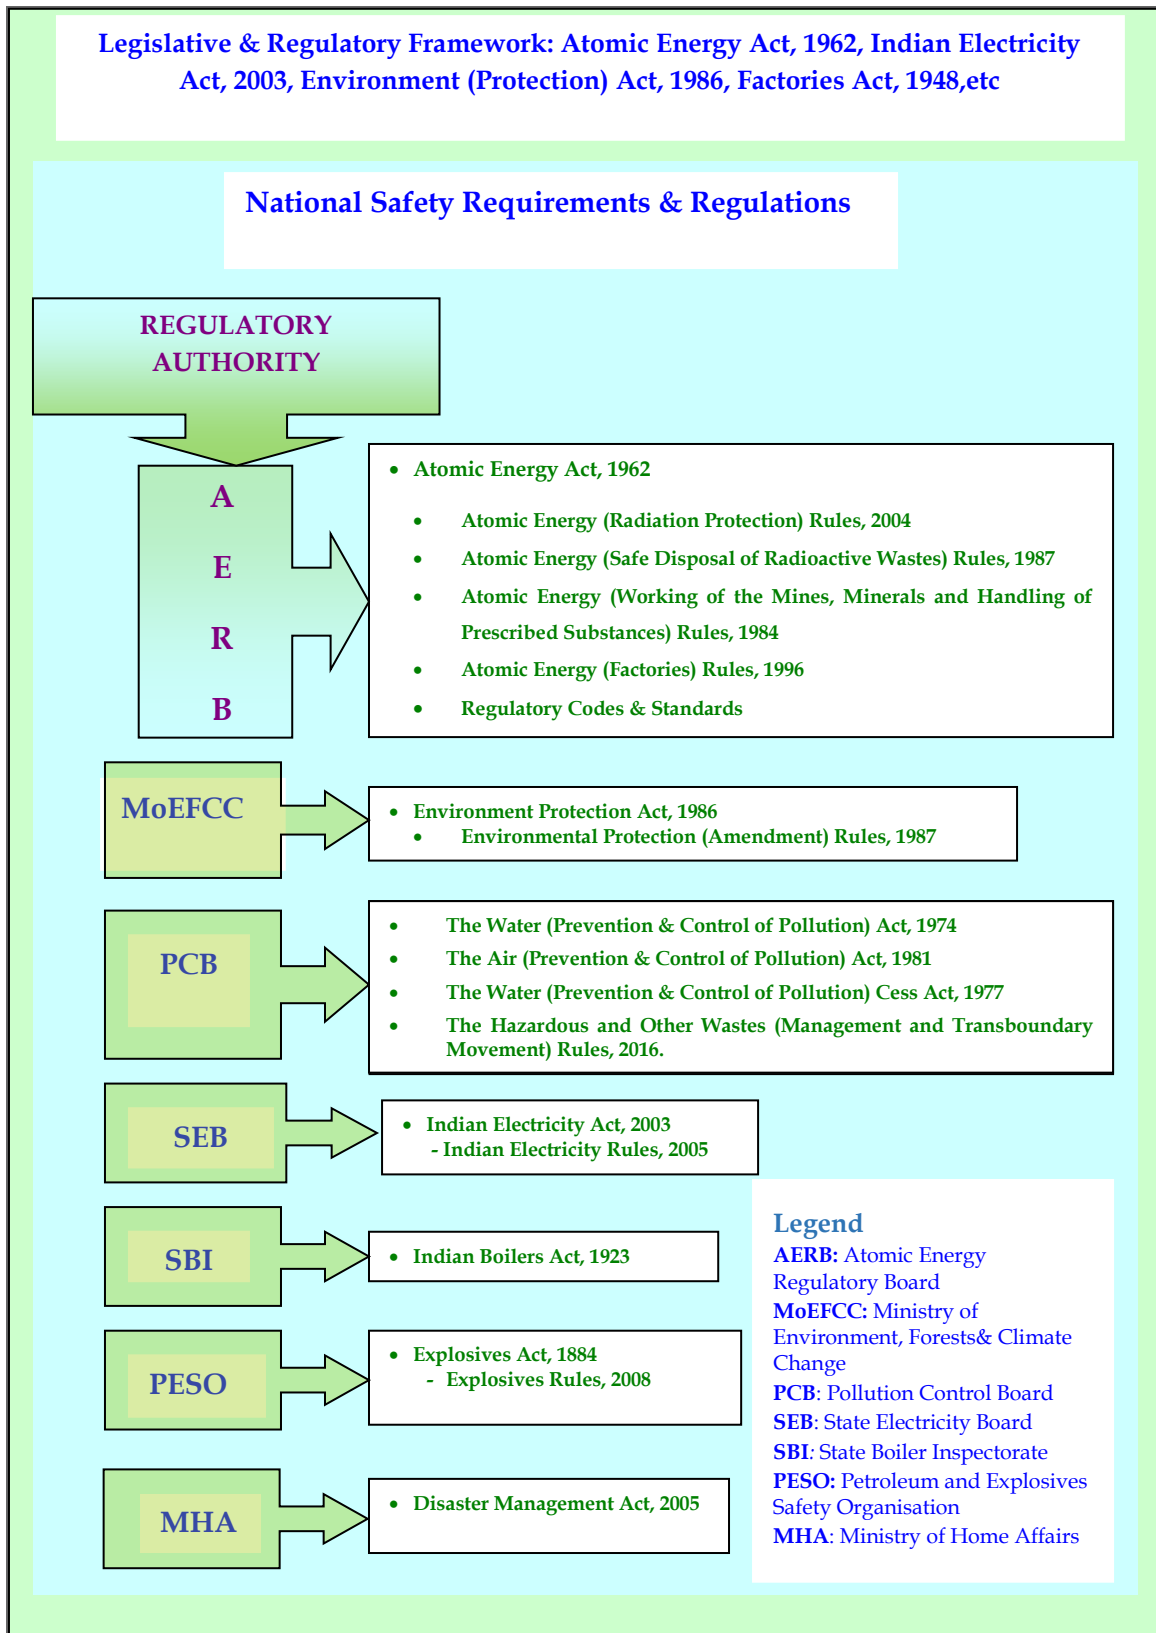 Legislative & Regulatory Framework: Atomic Energy Act, 1962, Indian Electricity
Act, 2003, Environment (Protection) Act, 1986, Factories Act, 1948,etc
National Safety Requirements & Regulations
REGULATORY
AUTHORITY
A
E
R
B
• Atomic Energy Act, 1962
• Atomic Energy (Radiation Protection) Rules, 2004
• Atomic Energy (Safe Disposal of Radioactive Wastes) Rules, 1987
• Atomic Energy (Working of the Mines, Minerals and Handling of
Prescribed Substances) Rules, 1984
• Atomic Energy (Factories) Rules, 1996
• Regulatory Codes & Standards
MoEFCC
• Environment Protection Act, 1986
• Environmental Protection (Amendment) Rules, 1987
PCB
• The Water (Prevention & Control of Pollution) Act, 1974
• The Air (Prevention & Control of Pollution) Act, 1981
• The Water (Prevention & Control of Pollution) Cess Act, 1977
• The Hazardous and Other Wastes (Management and Transboundary
Movement) Rules, 2016.
SEB
• Indian Electricity Act, 2003
- Indian Electricity Rules, 2005
SBI
• Indian Boilers Act, 1923
PESO
• Explosives Act, 1884
- Explosives Rules, 2008
MHA
• Disaster Management Act, 2005
Legend
AERB: Atomic Energy
Regulatory Board
MoEFCC: Ministry of
Environment, Forests& Climate
Change
PCB: Pollution Control Board
SEB: State Electricity Board
SBI: State Boiler Inspectorate
PESO: Petroleum and Explosives
Safety Organisation
MHA: Ministry of Home Affairs